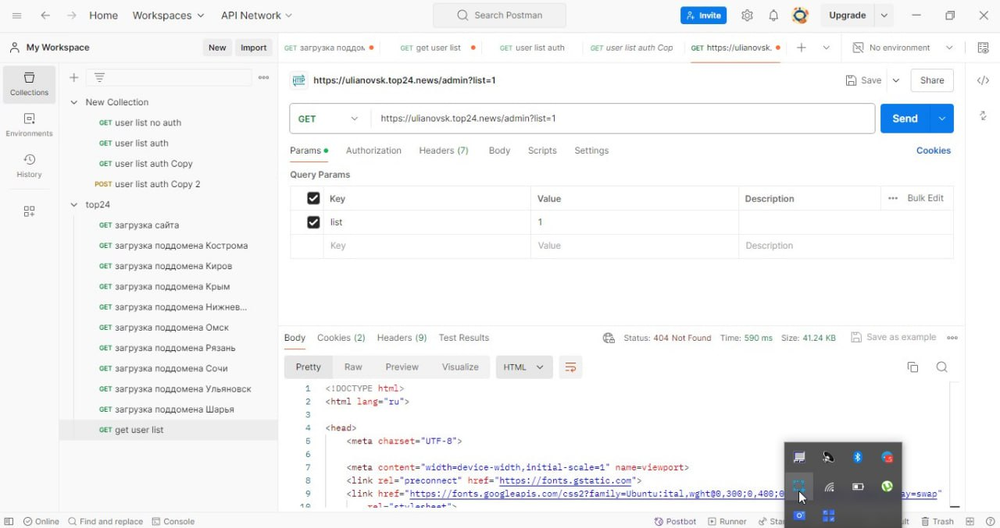 Home Workspaces API Network Search Postman Invite Upgrade
My Workspace New Import GET загрузка поддом GET get user list GET user list auth GET user list auth Cop GET https://ulianovsk. No environment
Collections
Environments
History
New Collection
GET user list no auth
GET user list auth
GET user list auth Copy
POST user list auth Copy 2
top24
GET загрузка сайта
GET загрузка поддомена Кострома
GET загрузка поддомена Киров
GET загрузка поддомена Крым
GET загрузка поддомена Нижнев...
GET загрузка поддомена Омск
GET загрузка поддомена Рязань
GET загрузка поддомена Сочи
GET загрузка поддомена Ульяновск
GET загрузка поддомена Шарья
GET get user list
HTTP https://ulianovsk.top24.news/admin?list=1 Save Share
GET https://ulianovsk.top24.news/admin?list=1 Send
Params Authorization Headers (7) Body Scripts Settings Cookies
Query Params
Key Value Description Bulk Edit
list 1
Key Value Description
Body Cookies (2) Headers (9) Test Results Status: 404 Not Found Time: 590 ms Size: 41.24 KB Save as example
Pretty Raw Preview Visualize HTML
1 <!DOCTYPE html>
2 <html lang="ru">
3
4 <head>
5 <meta charset="UTF-8">
6
7 <meta content="width=device-width,initial-scale=1" name=viewport>
8 <link rel="preconnect" href="https://fonts.gstatic.com">
9 <link href="https://fonts.googleapis.com/css2?family=Ubuntu:ital,wght@0,300;0,400;0 ay=swap"
10 rel="stylesheet">
Online Find and replace Console Postbot Runner Star ult Trash